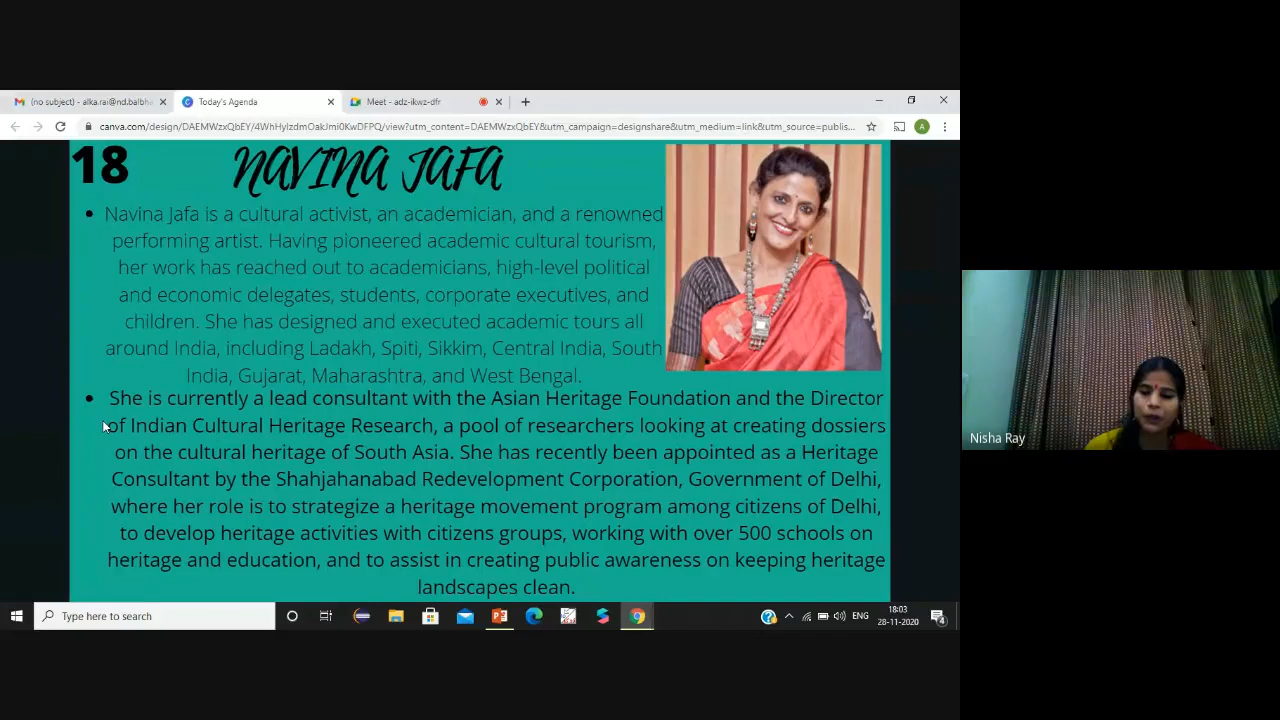 (no subject) - alka.rai@nd.balbha
Today's Agenda
Meet - adz-ikwz-dfr
canva.com/design/DAEMWzxQbEY/4WhHylzdmOakJmi0KwDFPQ/view?utm_content=DAEMWzxQbEY&utm_campaign=designshare&utm_medium=link&utm_source=publis...
A
18 NAVINA JAFA
• Navina Jafa is a cultural activist, an academician, and a renowned
performing artist. Having pioneered academic cultural tourism,
her work has reached out to academicians, high-level political
and economic delegates, students, corporate executives, and
children. She has designed and executed academic tours all
around India, including Ladakh, Spiti, Sikkim, Central India, South
India, Gujarat, Maharashtra, and West Bengal.
• She is currently a lead consultant with the Asian Heritage Foundation and the Director
of Indian Cultural Heritage Research, a pool of researchers looking at creating dossiers
on the cultural heritage of South Asia. She has recently been appointed as a Heritage
Consultant by the Shahjahanabad Redevelopment Corporation, Government of Delhi,
where her role is to strategize a heritage movement program among citizens of Delhi,
to develop heritage activities with citizens groups, working with over 500 schools on
heritage and education, and to assist in creating public awareness on keeping heritage
landscapes clean.
Nisha Ray
Type here to search
ENG
18:03
28-11-2020
4